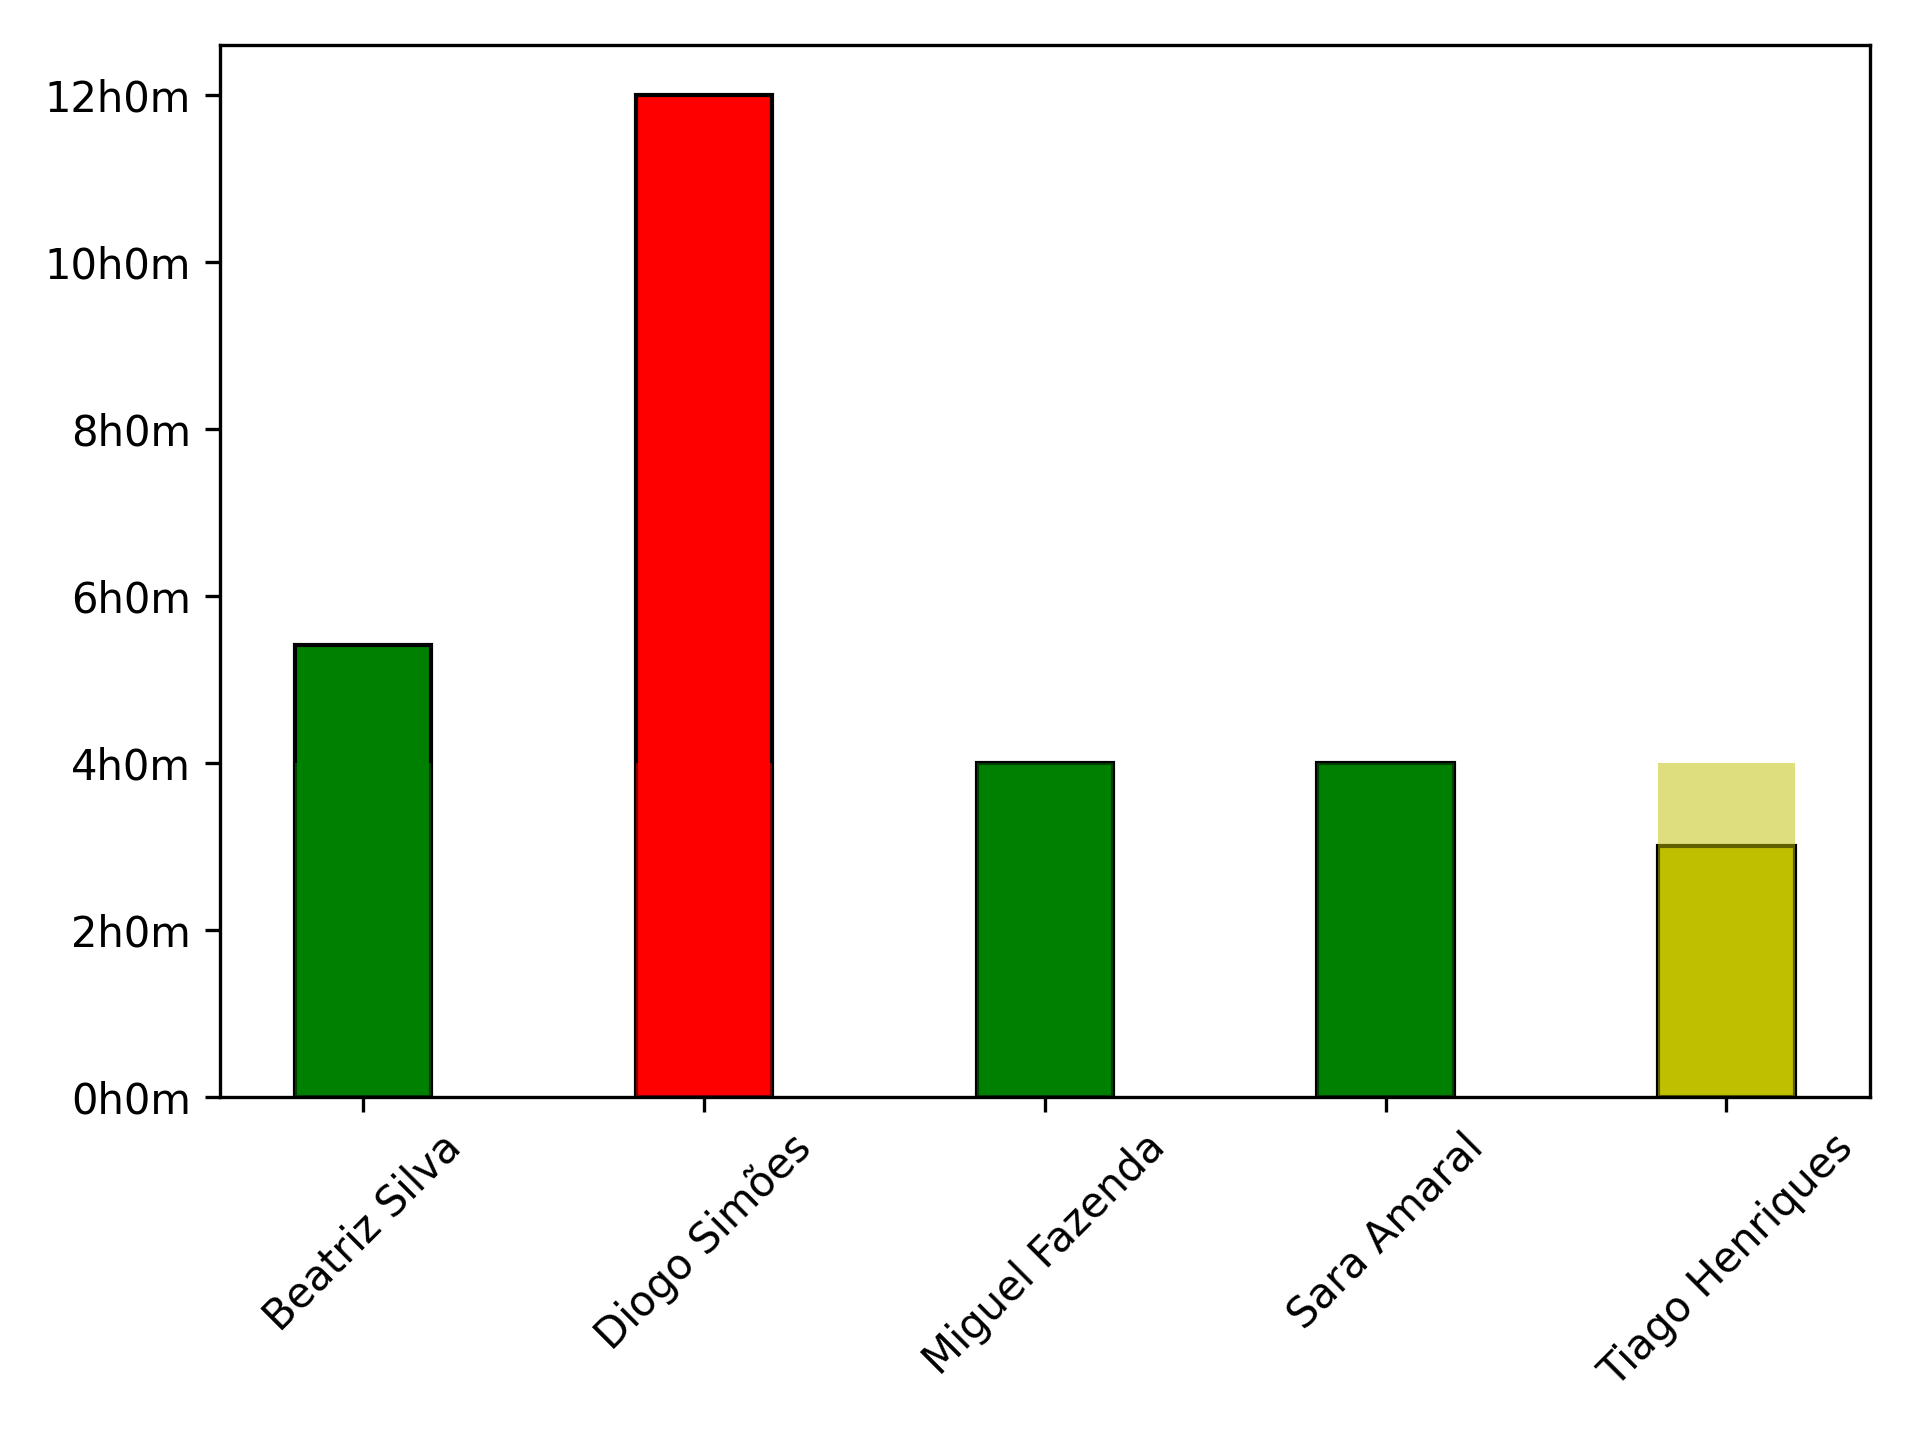 12h0m
10h0m
8h0m
6h0m
4h0m
2h0m
0h0m
Beatriz Silva
Diogo Simões
Miguel Fazenda
Sara Amaral
Tiago Henriques